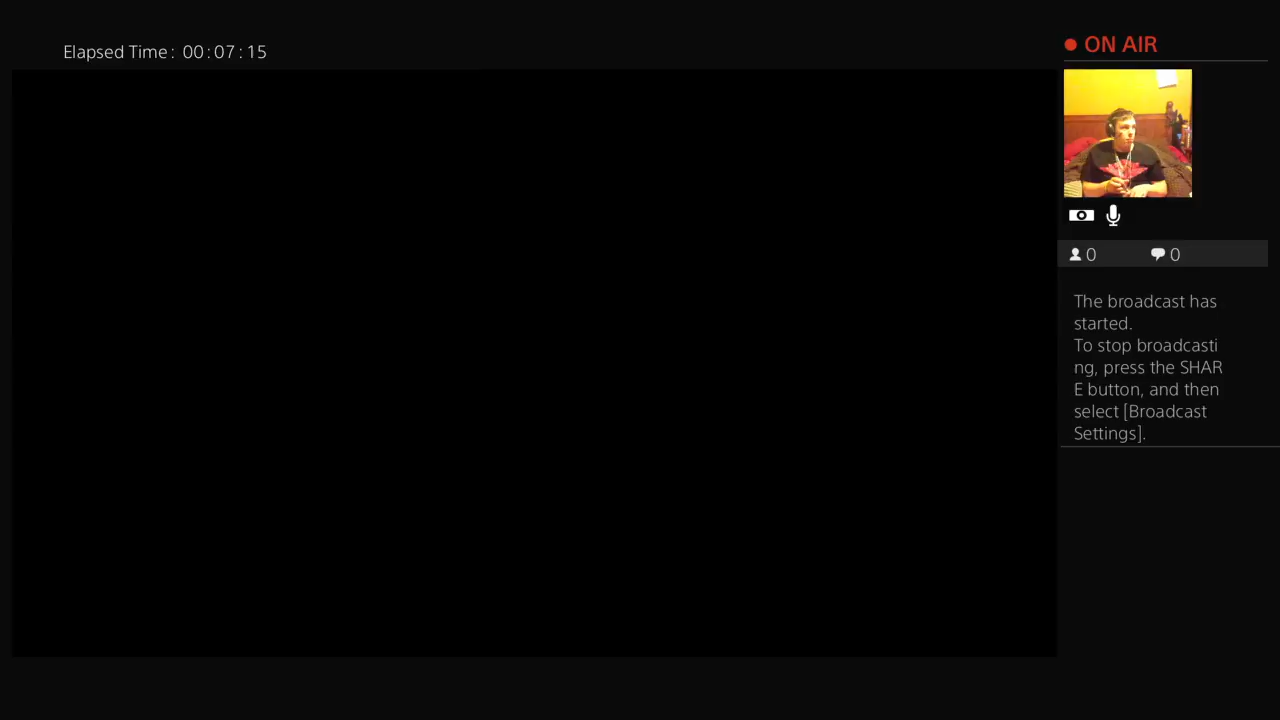 Elapsed Time: 00:07:15
ON AIR
0 0
The broadcast has
started.
To stop broadcasti
ng, press the SHAR
E button, and then
select [Broadcast
Settings].